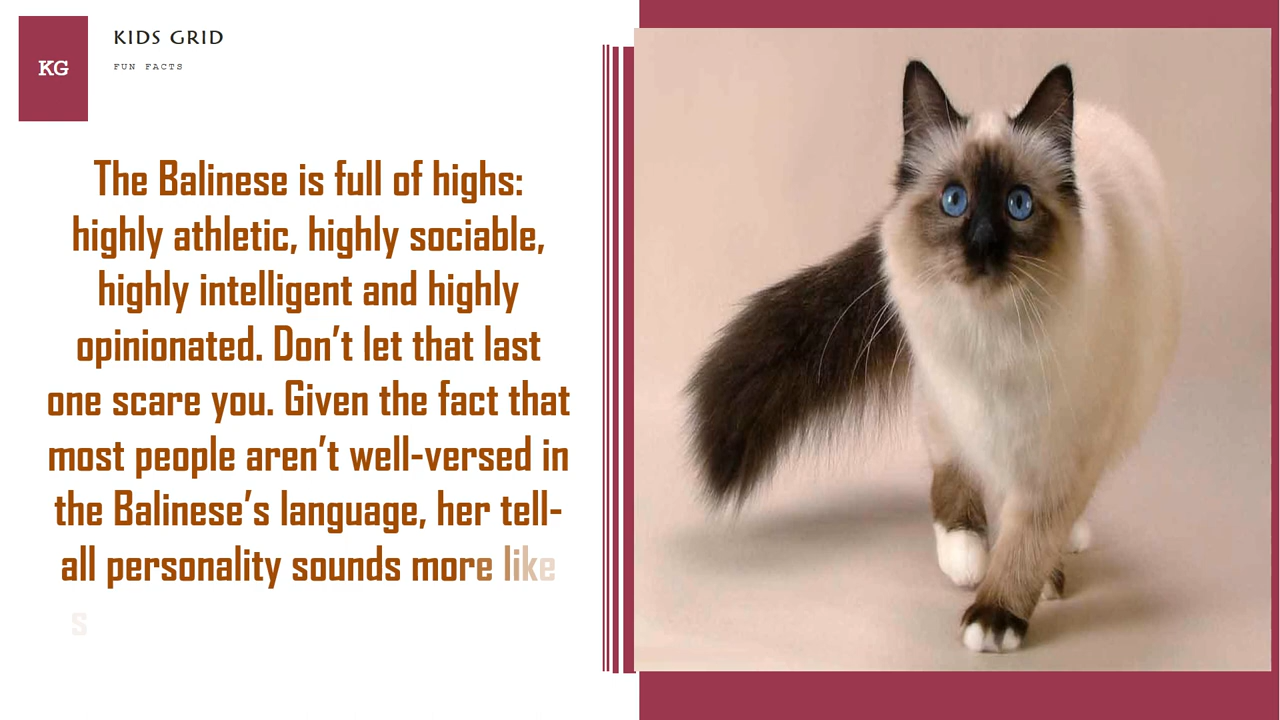 KG
KIDS GRID
FUN FACTS
The Balinese is full of highs:
highly athletic, highly sociable,
highly intelligent and highly
opinionated. Don’t let that last
one scare you. Given the fact that
most people aren’t well-versed in
the Balinese’s language, her tell-
all personality sounds more like
s